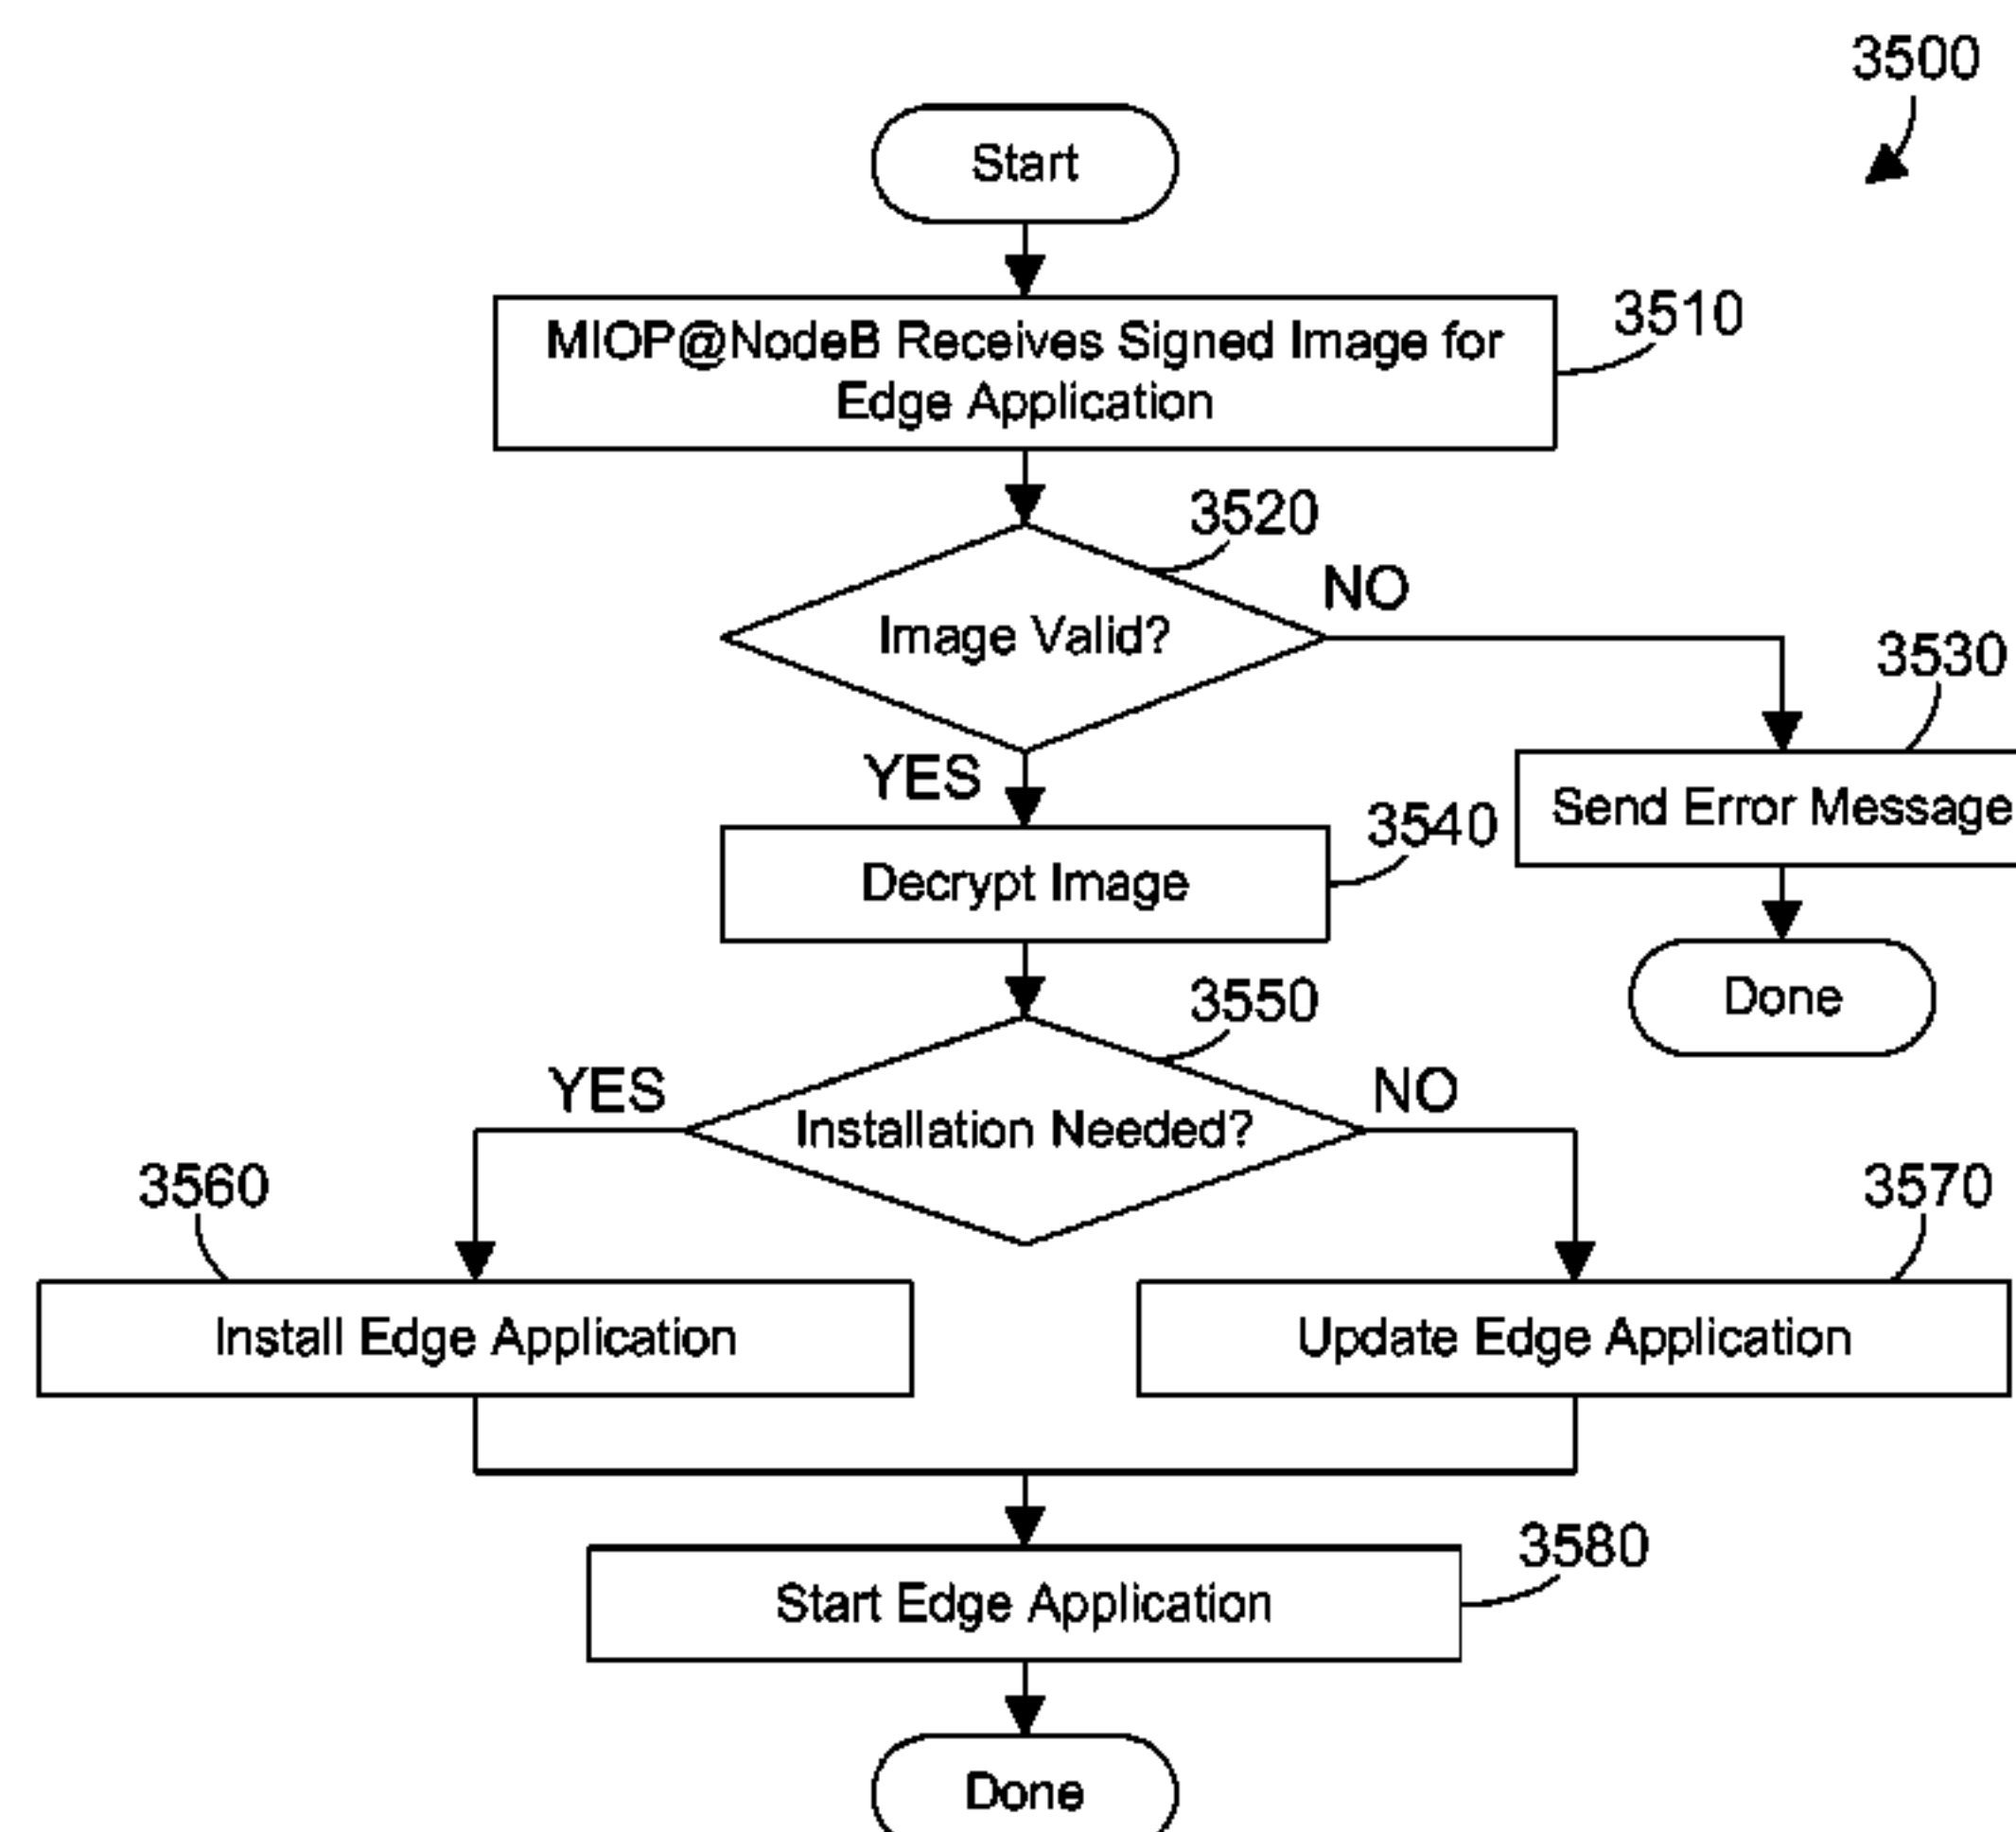 3500
Start
3510
MIOP@NodeB Receives Signed Image for
Edge Application
3520
NO
Image Valid?
3530
YES
Send Error Message
3540
Decrypt Image
Done
3550
YES
NO
Installation Needed?
3560
3570
Install Edge Application
Update Edge Application
3580
Start Edge Application
Done